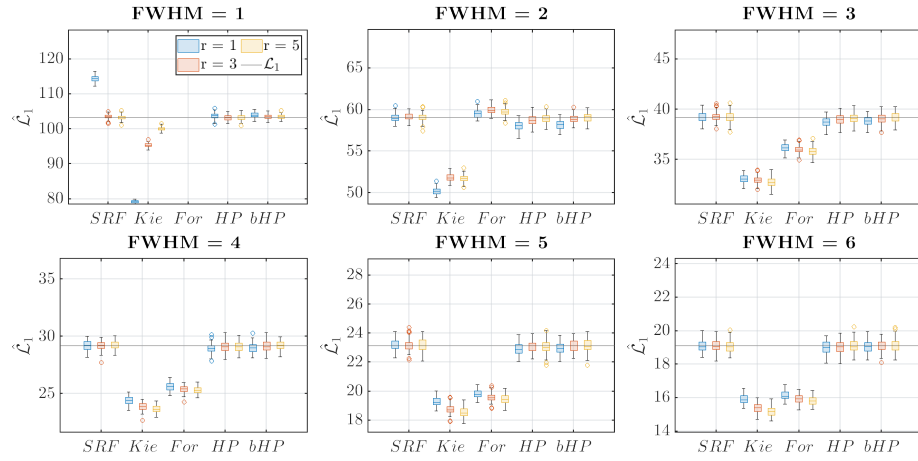 FWHM = 1
FWHM = 2
FWHM = 3
110
100
90
80
65
60
55
50
39
35
r = 1
r = 5
r = 3
ℒ₁
ℒ̂₁
ℒ̂₁
ℒ̂₁
SRF Kie For HP bHP
SRF Kie For HP bHP
SRF Kie For HP bHP
FWHM = 4
FWHM = 5
FWHM = 6
35
30
25
28
26
24
22
20
18
24
22
20
18
16
14
ℒ̂₁
ℒ̂₁
ℒ̂₁
SRF Kie For HP bHP
SRF Kie For HP bHP
SRF Kie For HP bHP